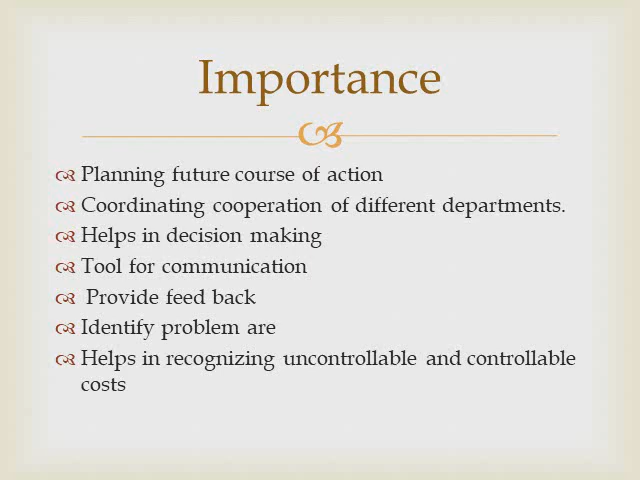 Importance
Planning future course of action
Coordinating cooperation of different departments.
Helps in decision making
Tool for communication
Provide feed back
Identify problem are
Helps in recognizing uncontrollable and controllable
costs